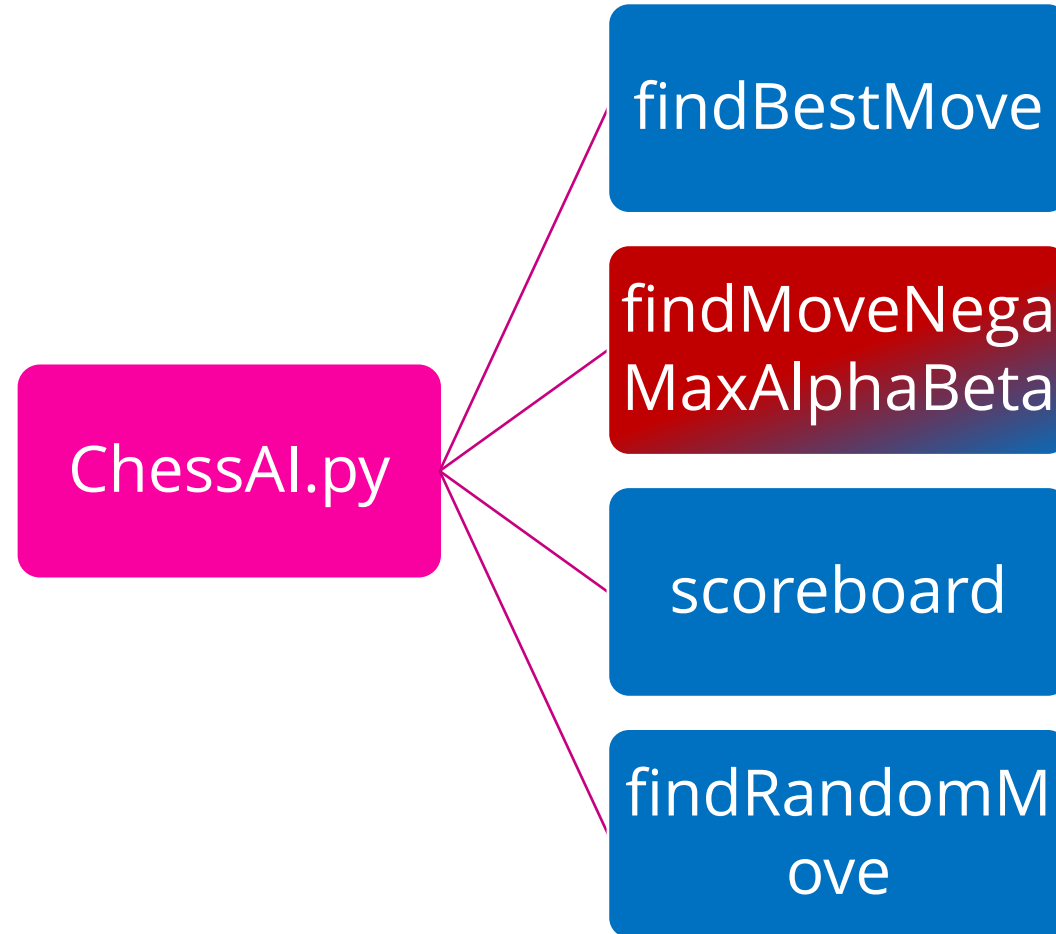 findBestMove
findMoveNega
MaxAlphaBeta
ChessAI.py
scoreboard
findRandomM
ove